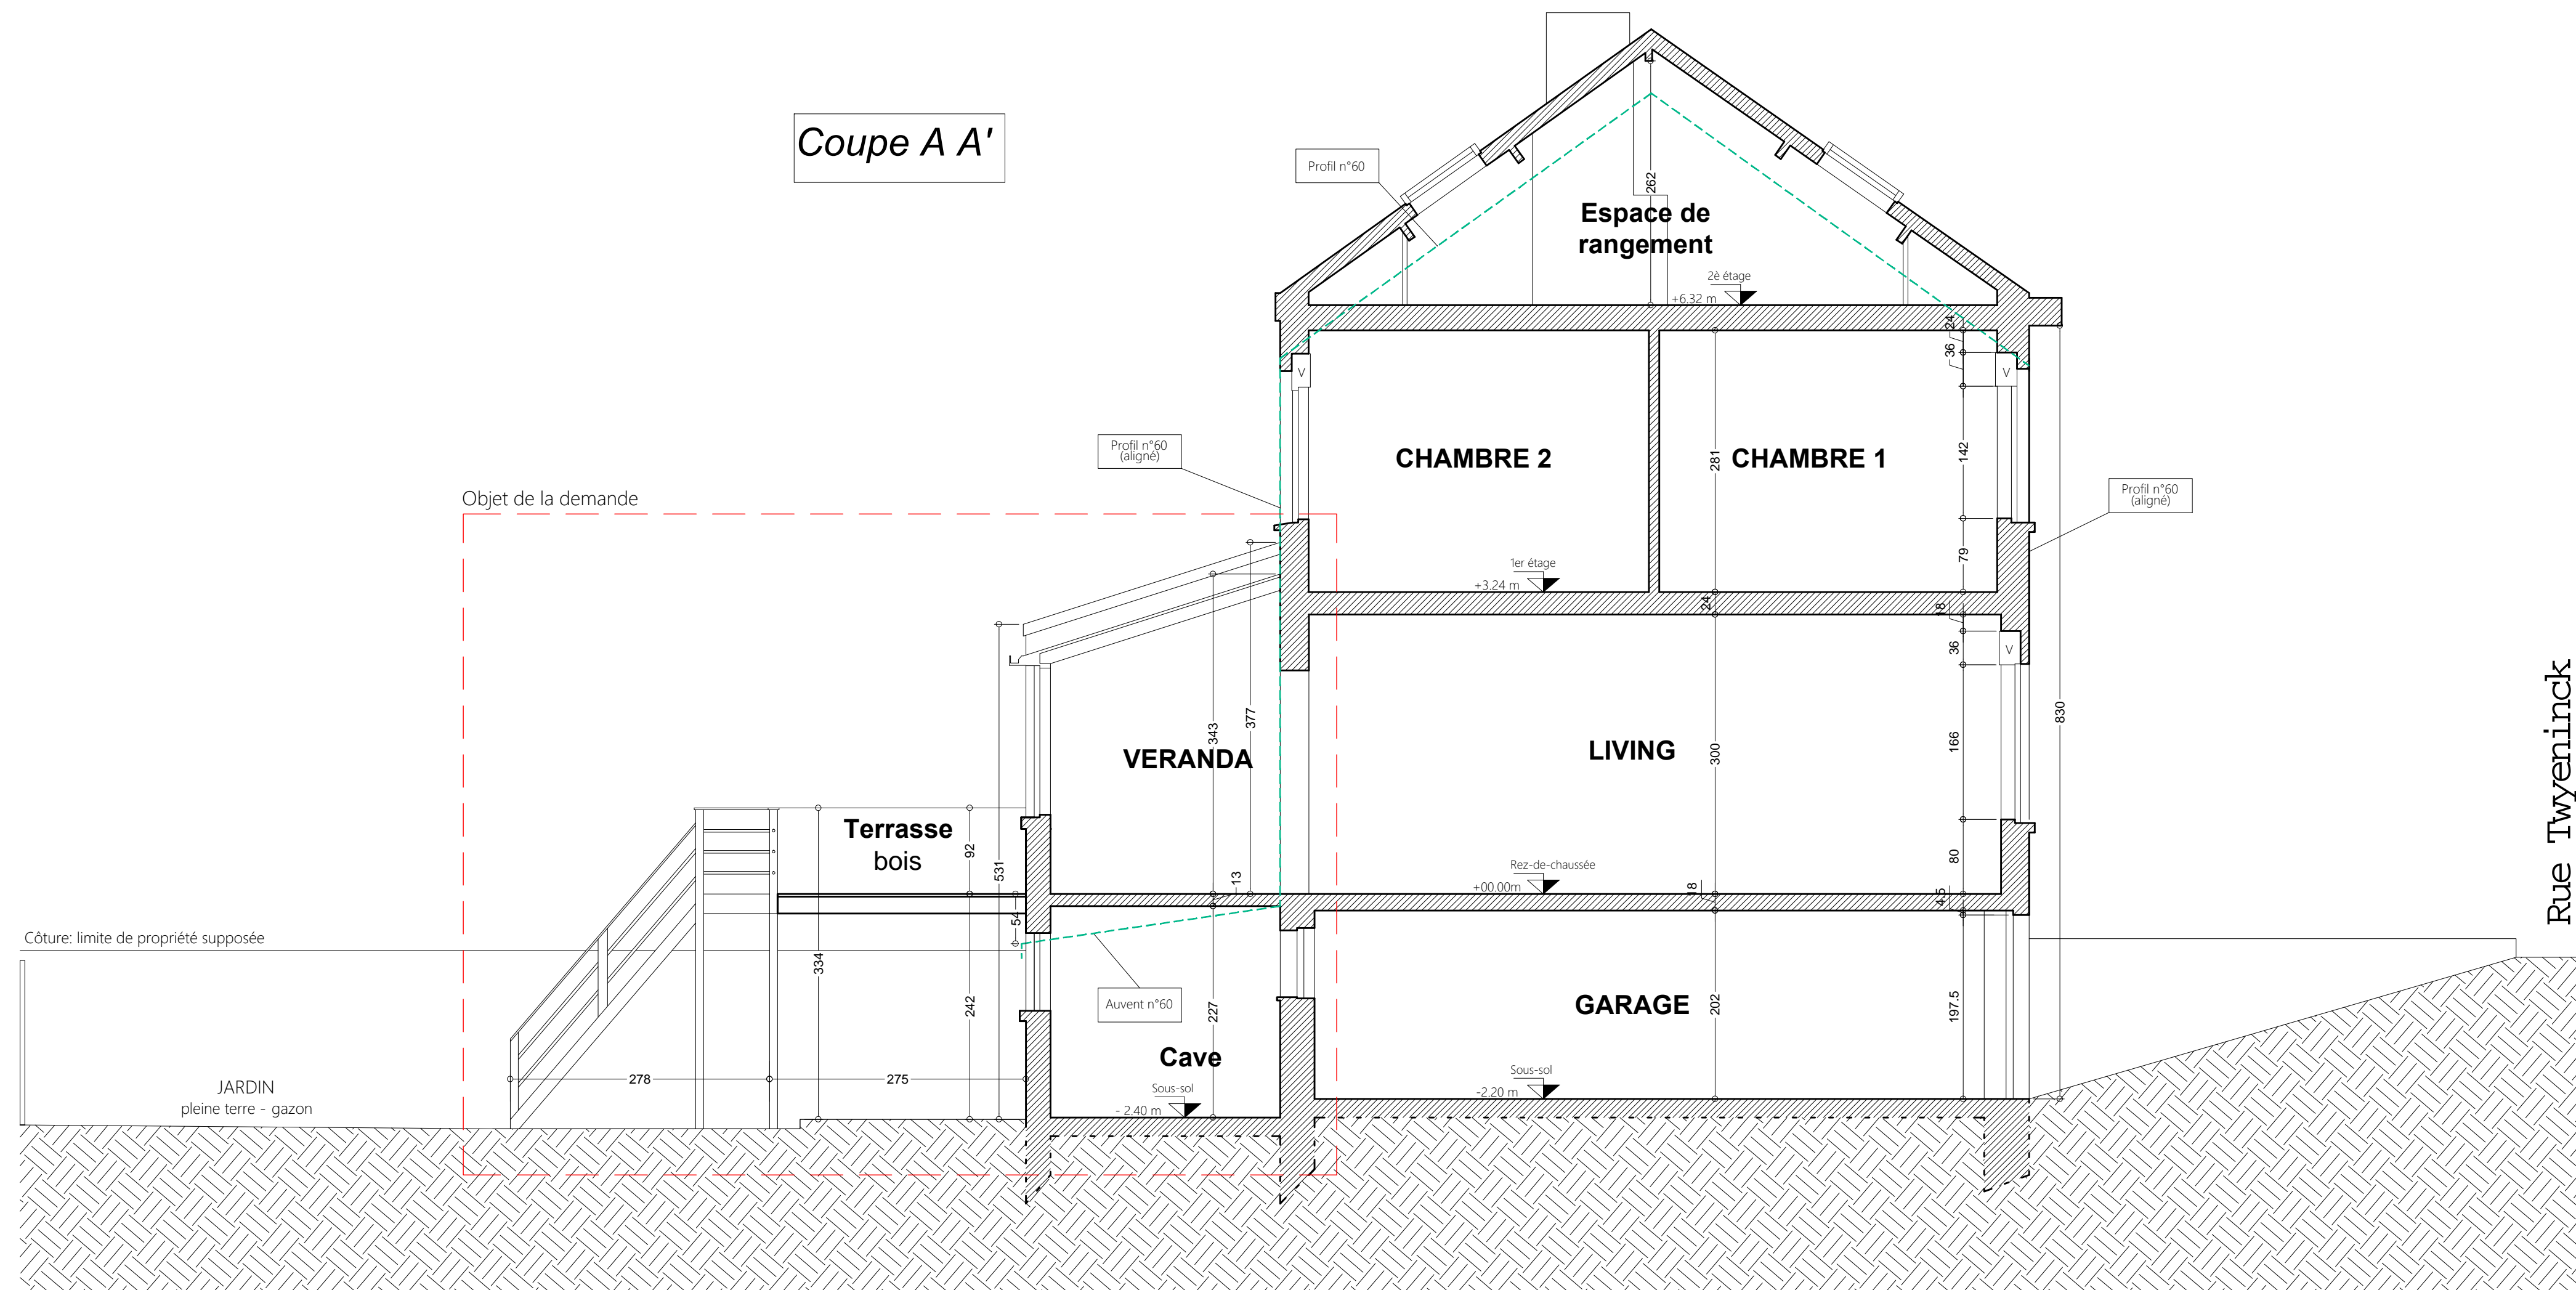 Coupe A A'
Profil n°60
262
Espace de
rangement
2è étage
+6.32 m
24
36
V
V
Profil n°60
(aligné)
CHAMBRE 2
281
CHAMBRE 1
142
Profil n°60
(aligné)
Objet de la demande
79
1er étage
+3.24 m
24
18
36
V
Rue Twyeninck
830
377
343
VERANDA
LIVING
300
166
Terrasse
bois
92
531
80
13
Rez-de-chaussée
+00.00m
18
4.5
54
Côture: limite de propriété supposée
334
242
Auvent n°60
227
GARAGE
202
197.5
Cave
278
275
JARDIN
pleine terre - gazon
Sous-sol
- 2.40 m
Sous-sol
-2.20 m